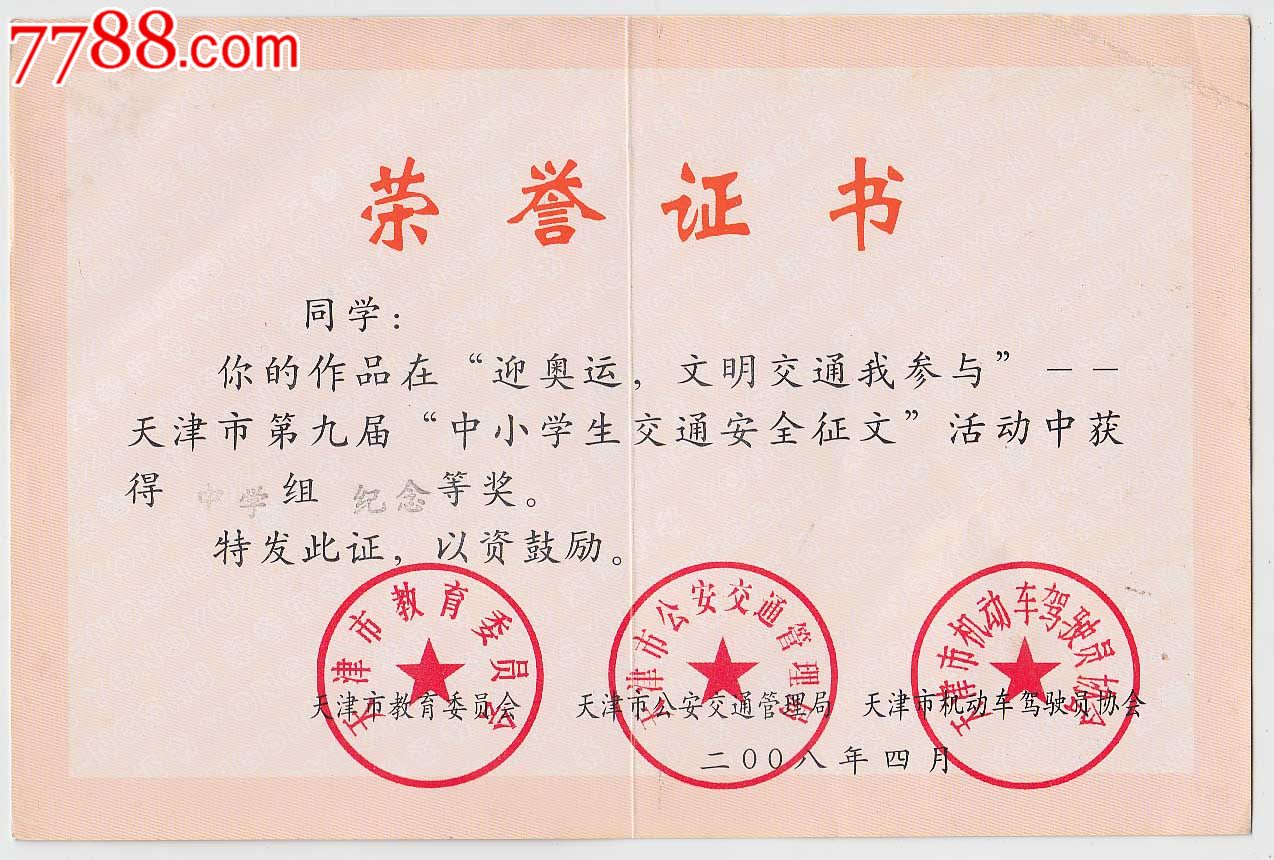 7788.com
荣誉证书
同学：
你的作品在“迎奥运，文明交通我参与”——
天津市第九届“中小学生交通安全征文”活动中获
得 中学组 纪念等奖。
特发此证，以资鼓励。
天津市教育委员会
天津市公安交通管理局
天津市机动车驾驶员协会
天津市教育委员会 天津市公安交通管理局 天津市机动车驾驶员协会
二〇〇八年四月